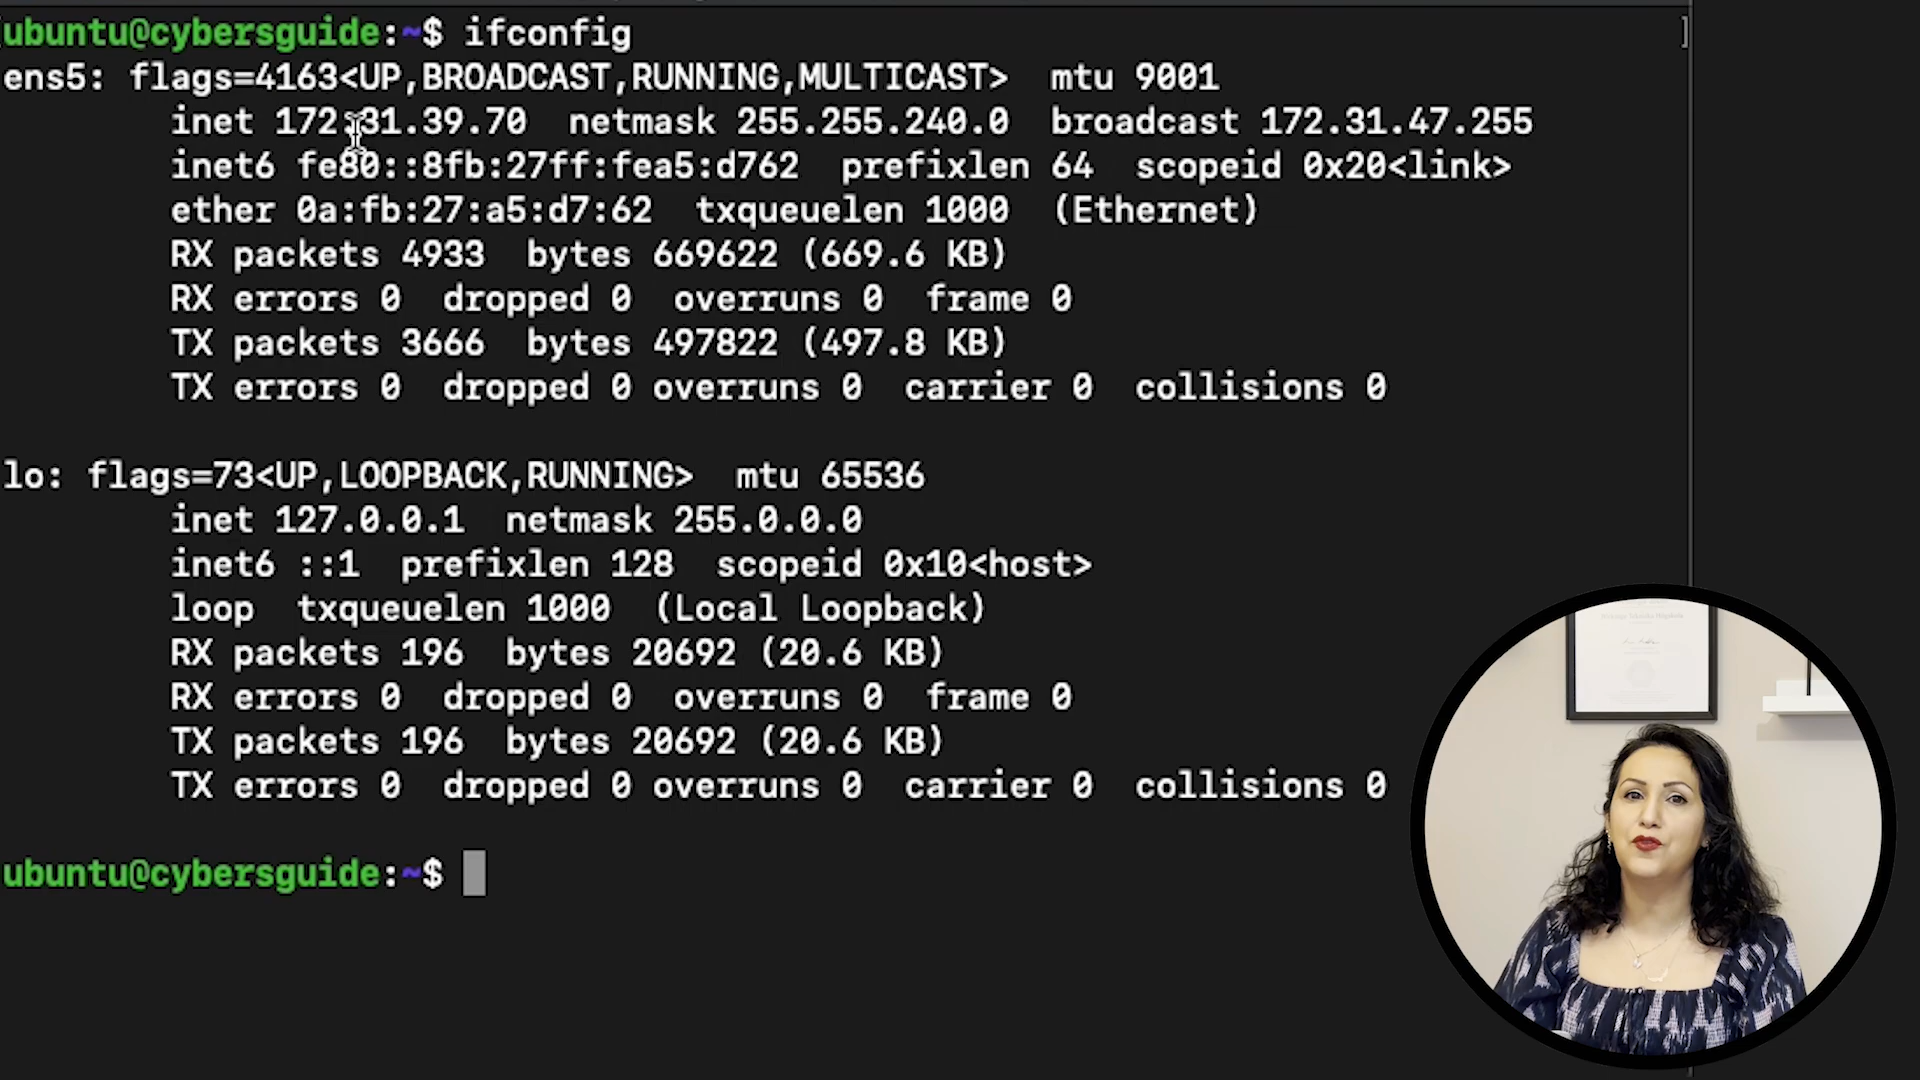 ubuntu@cybersguide:~$ ifconfig
ens5: flags=4163<UP,BROADCAST,RUNNING,MULTICAST>  mtu 9001
inet 172.31.39.70  netmask 255.255.240.0  broadcast 172.31.47.255
inet6 fe80::8fb:27ff:fea5:d762  prefixlen 64  scopeid 0x20<link>
ether 0a:fb:27:a5:d7:62  txqueuelen 1000  (Ethernet)
RX packets 4933  bytes 669622 (669.6 KB)
RX errors 0  dropped 0  overruns 0  frame 0
TX packets 3666  bytes 497822 (497.8 KB)
TX errors 0  dropped 0 overruns 0  carrier 0  collisions 0
lo: flags=73<UP,LOOPBACK,RUNNING>  mtu 65536
inet 127.0.0.1  netmask 255.0.0.0
inet6 ::1  prefixlen 128  scopeid 0x10<host>
loop  txqueuelen 1000  (Local Loopback)
RX packets 196  bytes 20692 (20.6 KB)
RX errors 0  dropped 0  overruns 0  frame 0
TX packets 196  bytes 20692 (20.6 KB)
TX errors 0  dropped 0 overruns 0  carrier 0  collisions 0
ubuntu@cybersguide:~$